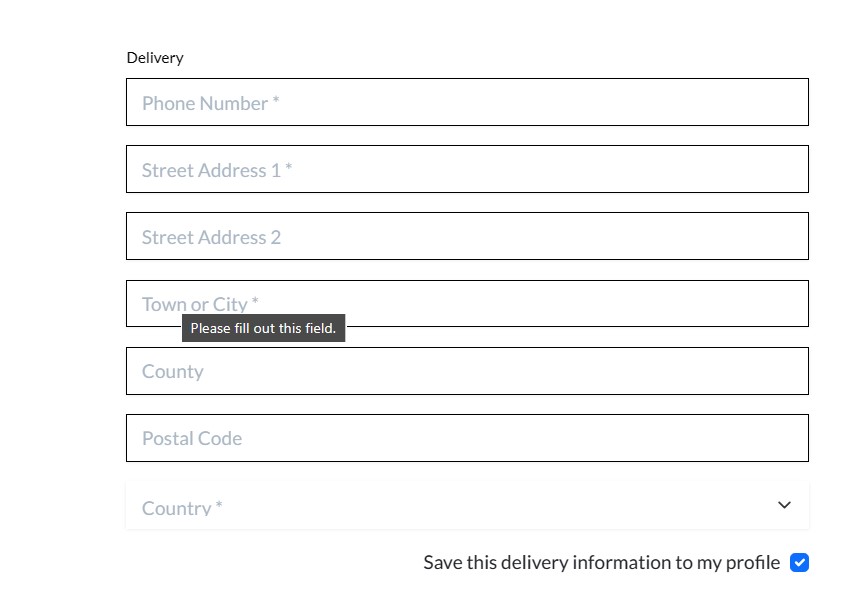 Delivery
Phone Number *
Street Address 1 *
Street Address 2
Town or City *
Please fill out this field.
County
Postal Code
Country *
Save this delivery information to my profile